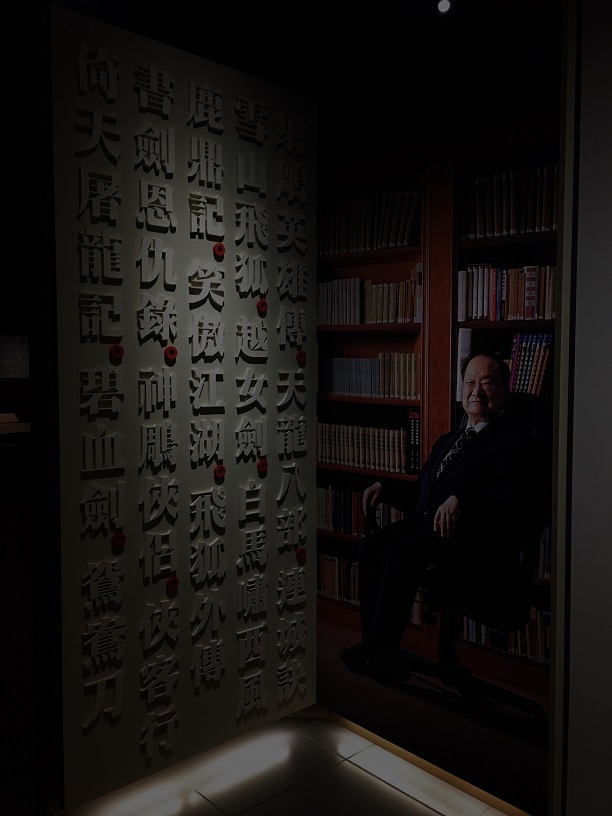 射鵰英雄傳・天龍八部・連城訣
雪山飛狐・越女劍・白馬嘯西風
鹿鼎記・笑傲江湖・飛狐外傳
書劍恩仇錄・神鵰俠侶・俠客行
倚天屠龍記・碧血劍・鴛鴦刀